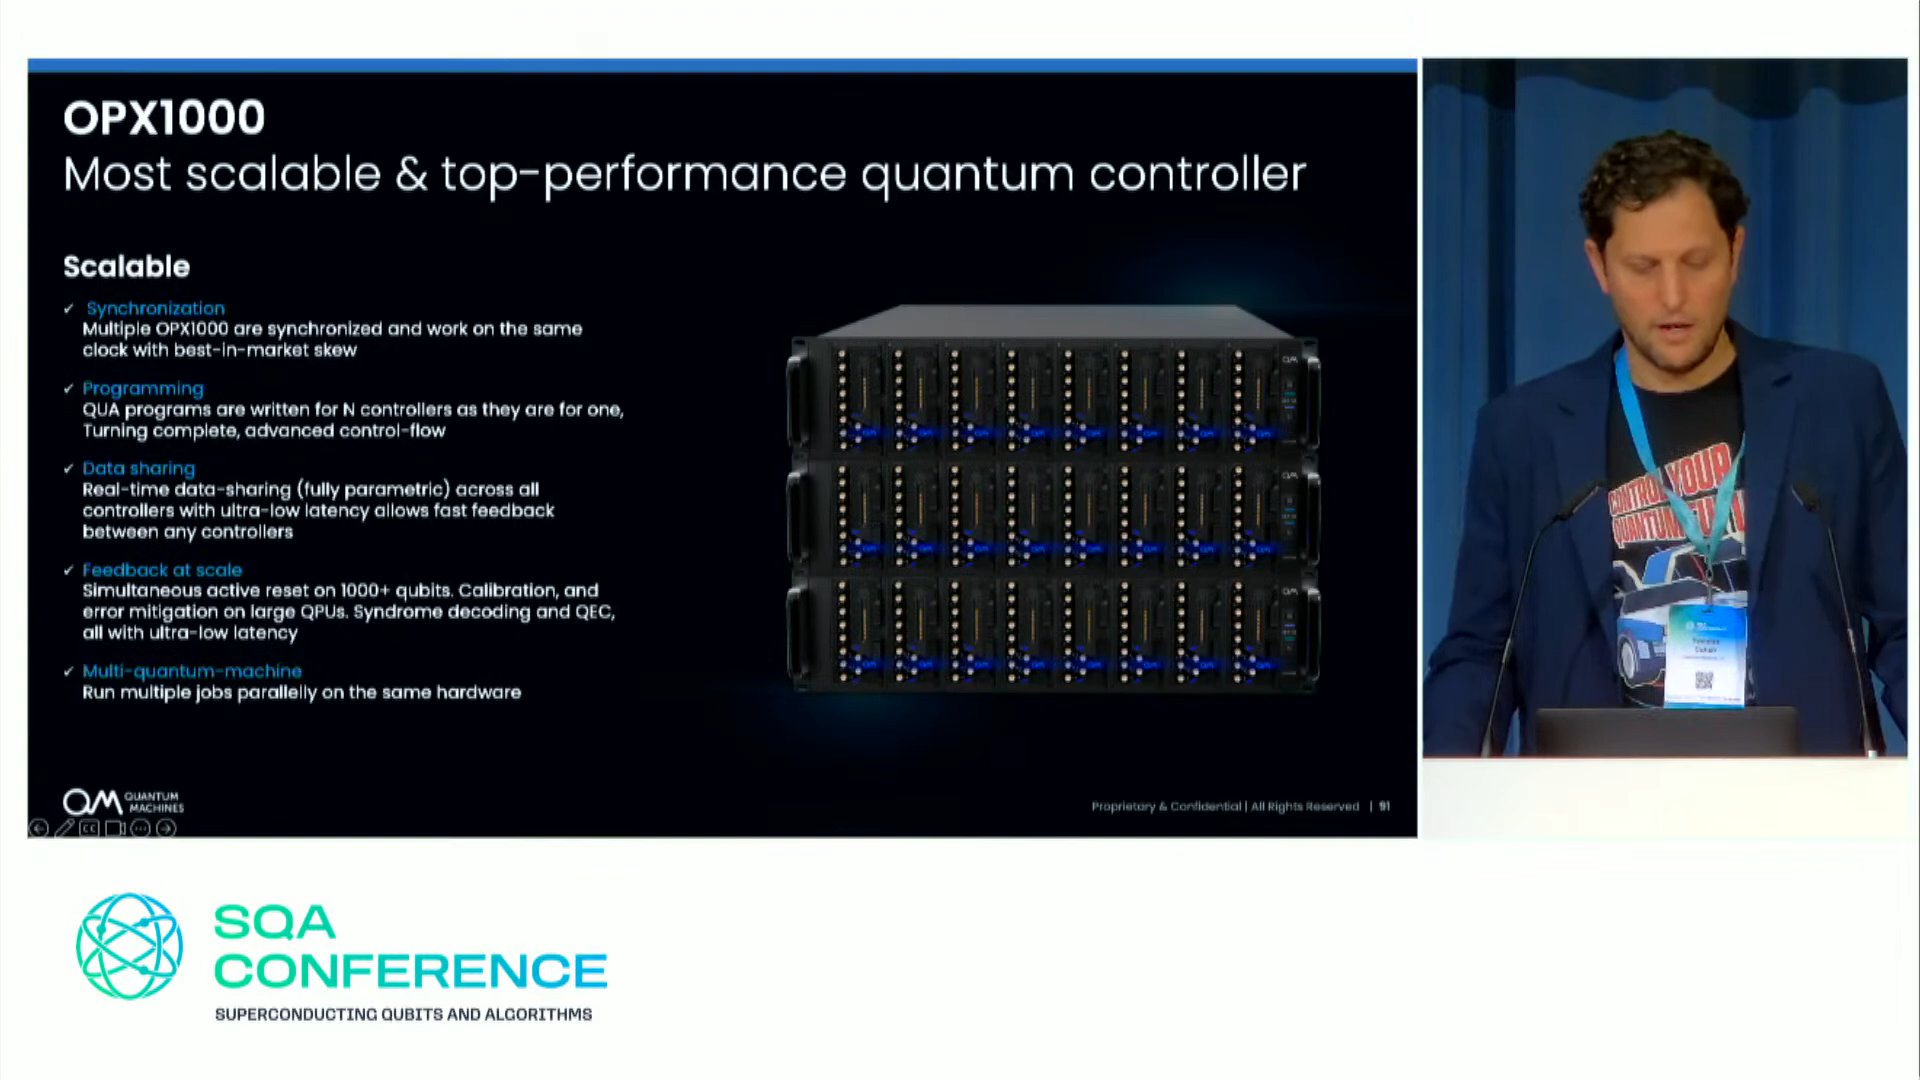 OPX1000
Most scalable & top-performance quantum controller
Scalable
✓ Synchronization
Multiple OPX1000 are synchronized and work on the same
clock with best-in-market skew
✓ Programming
QUA programs are written for N controllers as they are for one,
Turning complete, advanced control-flow
✓ Data sharing
Real-time data-sharing (fully parametric) across all
controllers with ultra-low latency allows fast feedback
between any controllers
✓ Feedback at scale
Simultaneous active reset on 1000+ qubits. Calibration, and
error mitigation on large QPUs. Syndrome decoding and QEC,
all with ultra-low latency
✓ Multi-quantum-machine
Run multiple jobs parallelly on the same hardware
QM QUANTUM
MACHINES
Proprietary & Confidential | All Rights Reserved | 91
CC
CONTROL YOUR
QUANTUM
SQA
CONFERENCE
SUPERCONDUCTING QUBITS AND ALGORITHMS